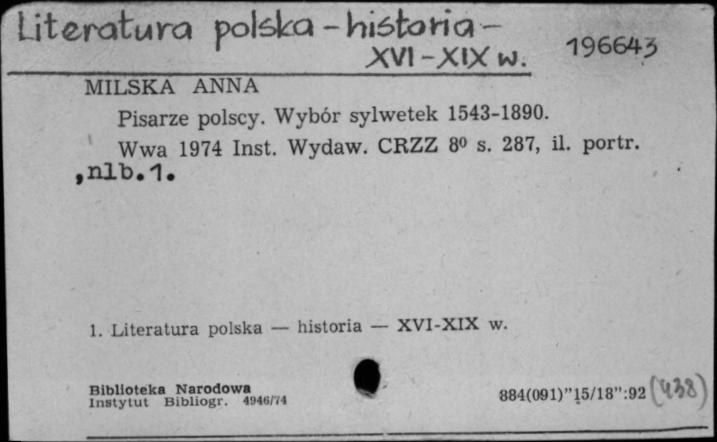 Literatura polska - historia -
XVI - XIX w.
196643
MILSKA ANNA
Pisarze polscy. Wybór sylwetek 1543-1890.
Wwa 1974 Inst. Wydaw. CRZZ 8º s. 287, il. portr.
,nlb.1.
1. Literatura polska — historia — XVI-XIX w.
Biblioteka Narodowa
Instytut Bibliogr. 4946/74
884(091)"15/18":92 (438)